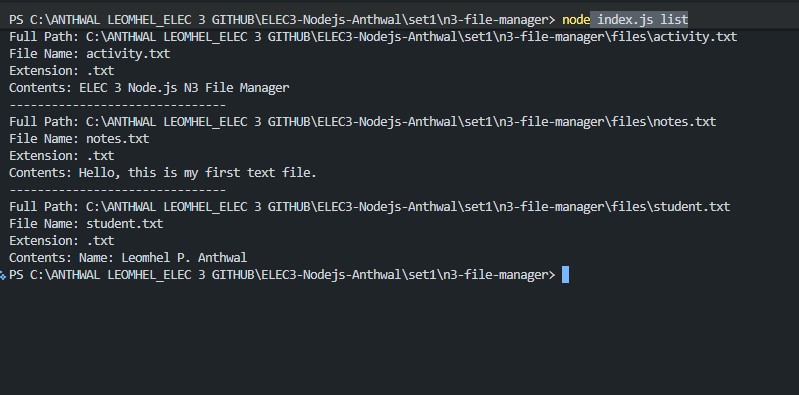 PS C:\ANTHWAL LEOMHEL_ELEC 3 GITHUB\ELEC3-Nodejs-Anthwal\set1\n3-file-manager> node index.js list
Full Path: C:\ANTHWAL LEOMHEL_ELEC 3 GITHUB\ELEC3-Nodejs-Anthwal\set1\n3-file-manager\files\activity.txt
File Name: activity.txt
Extension: .txt
Contents: ELEC 3 Node.js N3 File Manager
-------------------------------
Full Path: C:\ANTHWAL LEOMHEL_ELEC 3 GITHUB\ELEC3-Nodejs-Anthwal\set1\n3-file-manager\files\notes.txt
File Name: notes.txt
Extension: .txt
Contents: Hello, this is my first text file.
-------------------------------
Full Path: C:\ANTHWAL LEOMHEL_ELEC 3 GITHUB\ELEC3-Nodejs-Anthwal\set1\n3-file-manager\files\student.txt
File Name: student.txt
Extension: .txt
Contents: Name: Leomhel P. Anthwal
PS C:\ANTHWAL LEOMHEL_ELEC 3 GITHUB\ELEC3-Nodejs-Anthwal\set1\n3-file-manager>